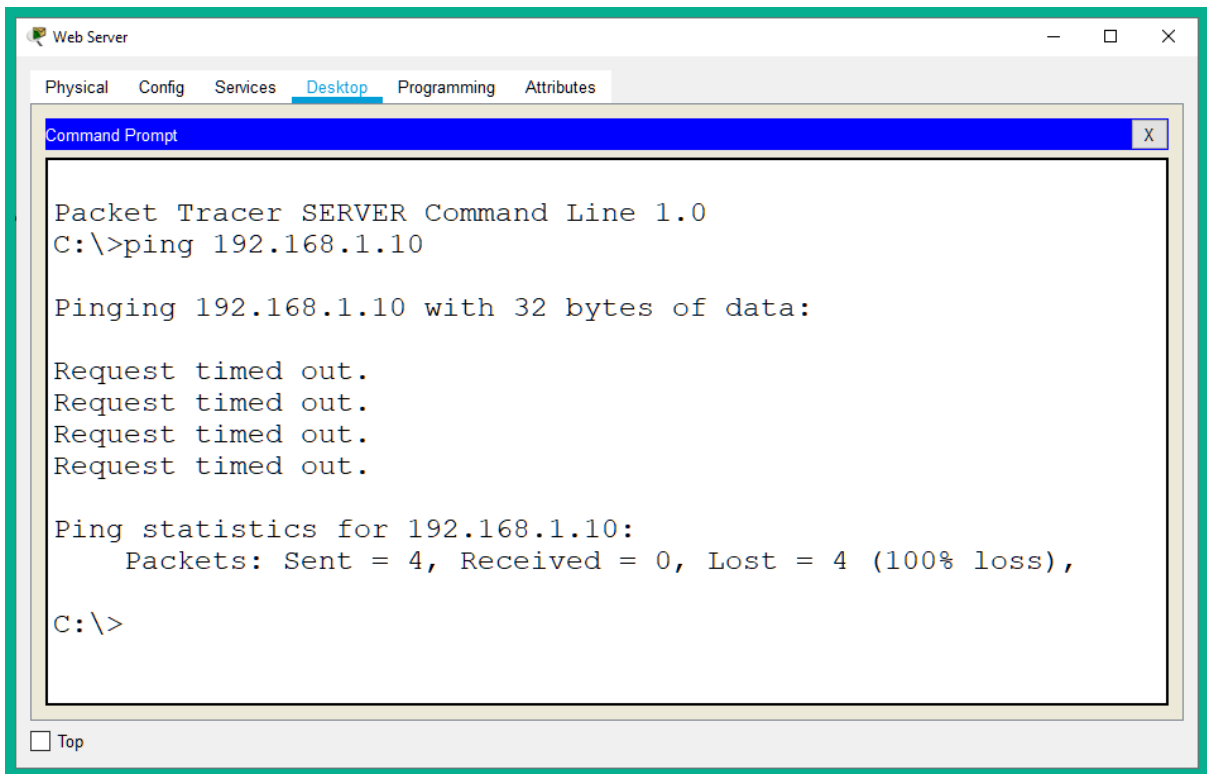 Web Server
Physical Config Services Desktop Programming Attributes
Command Prompt X
Packet Tracer SERVER Command Line 1.0
C:\>ping 192.168.1.10
Pinging 192.168.1.10 with 32 bytes of data:
Request timed out.
Request timed out.
Request timed out.
Request timed out.
Ping statistics for 192.168.1.10:
Packets: Sent = 4, Received = 0, Lost = 4 (100% loss),
C:\>
Top